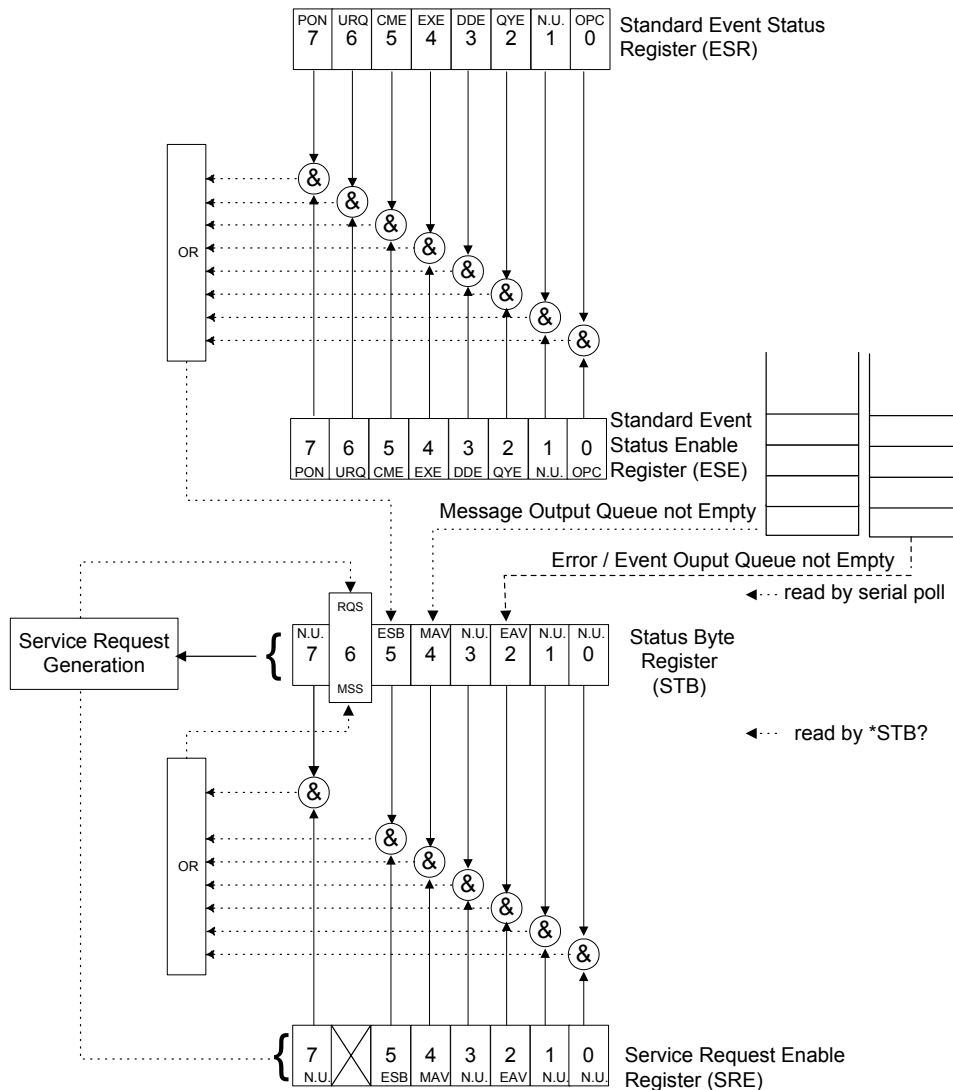 PON URQ CME EXE DDE QYE N.U. OPC
7 6 5 4 3 2 1 0
Standard Event Status
Register (ESR)
&
&
&
&
OR
&
&
&
&
7 6 5 4 3 2 1 0
PON URQ CME EXE DDE QYE N.U. OPC
Standard Event
Status Enable
Register (ESE)
Message Output Queue not Empty
Error / Event Ouput Queue not Empty
read by serial poll
Service Request
Generation
{
RQS
N.U. ESB MAV N.U. EAV N.U. N.U.
7 6 5 4 3 2 1 0
MSS
Status Byte
Register
(STB)
read by *STB?
&
&
OR
&
&
&
&
&
{
7 5 4 3 2 1 0
N.U. ESB MAV N.U. EAV N.U. N.U.
Service Request Enable
Register (SRE)